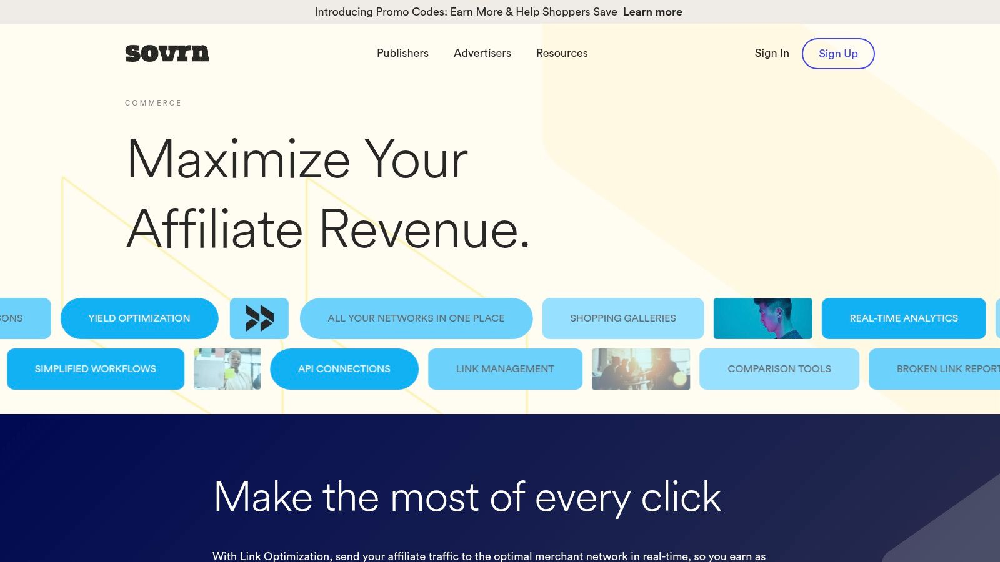 Introducing Promo Codes: Earn More & Help Shoppers Save Learn more
sovrn
Publishers
Advertisers
Resources
Sign In
Sign Up
COMMERCE
Maximize Your
Affiliate Revenue.
YIELD OPTIMIZATION
ALL YOUR NETWORKS IN ONE PLACE
SHOPPING GALLERIES
REAL-TIME ANALYTICS
SIMPLIFIED WORKFLOWS
API CONNECTIONS
LINK MANAGEMENT
COMPARISON TOOLS
BROKEN LINK REPORT
Make the most of every click
With Link Optimization, send your affiliate traffic to the optimal merchant network in real-time, so you earn as